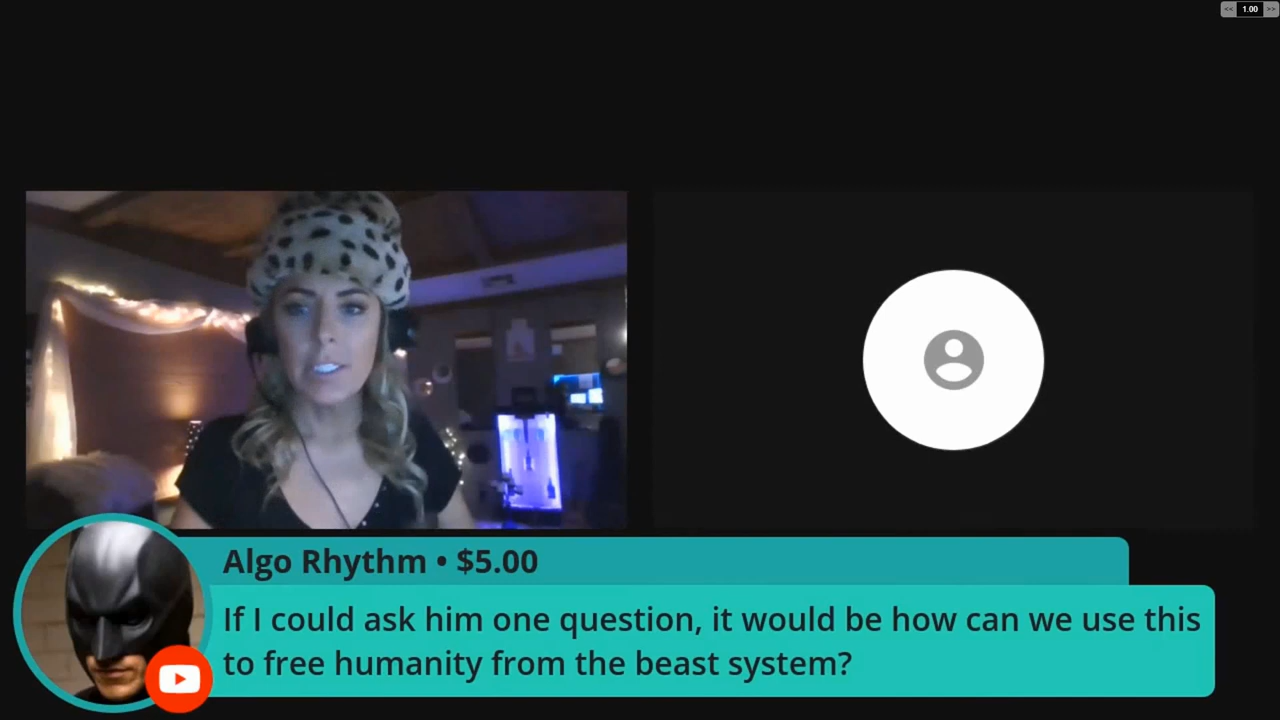 << 1.00 >>
Algo Rhythm • $5.00
If I could ask him one question, it would be how can we use this
to free humanity from the beast system?